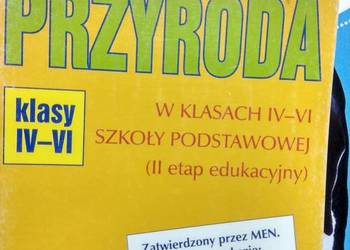 PRZYRODA
klasy
IV–VI
W KLASACH IV–VI
SZKOŁY PODSTAWOWEJ
(II etap edukacyjny)
Zatwierdzony przez MEN.